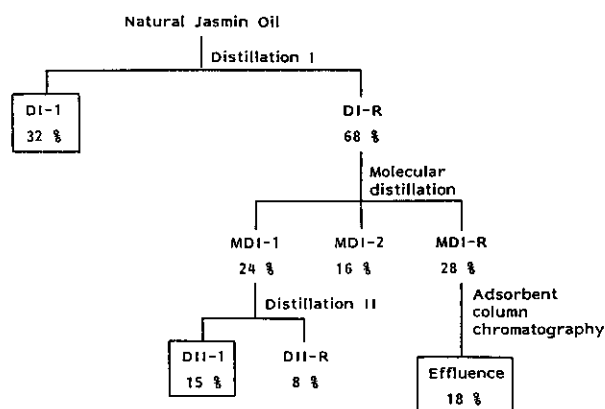 Natural Jasmin Oil
Distillation I
DI-1
32 %
DI-R
68 %
Molecular
distillation
MDI-1
24 %
MDI-2
16 %
MDI-R
28 %
Distillation II
Adsorbent
column
chromatography
DII-1
15 %
DII-R
8 %
Effluence
18 %